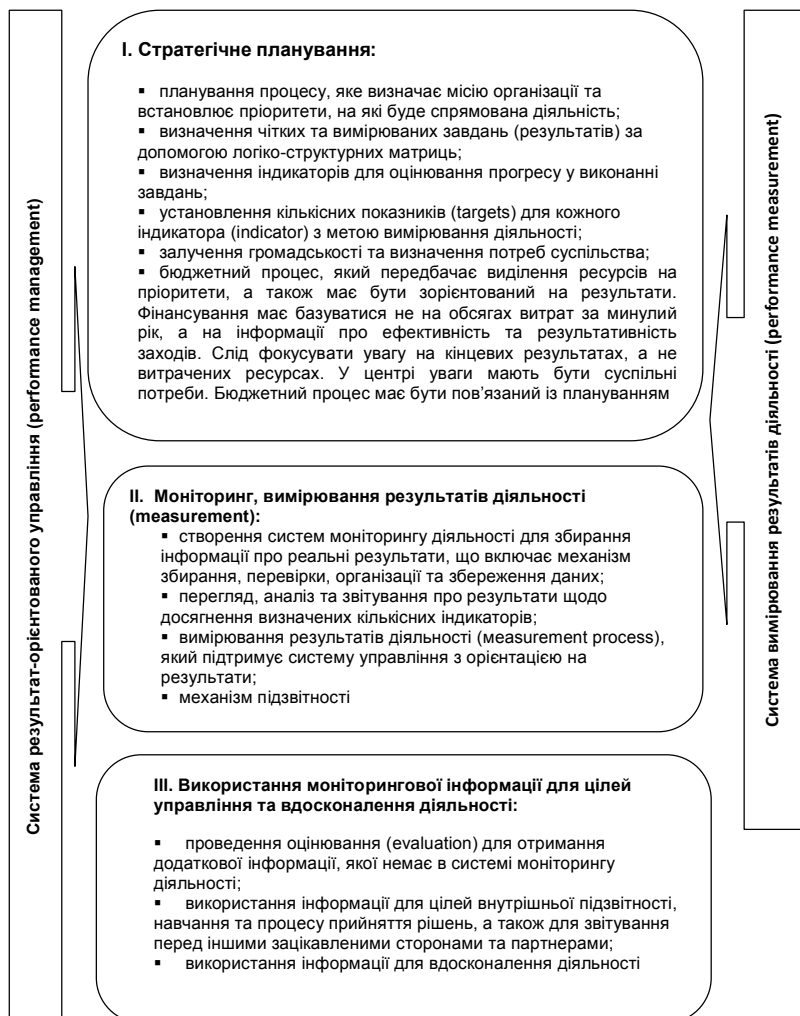 Система результат-орієнтованого управління (performance management)
І. Стратегічне планування:
▪ планування процесу, яке визначає місію організації та
встановлює пріоритети, на які буде спрямована діяльність;
▪ визначення чітких та вимірюваних завдань (результатів) за
допомогою логіко-структурних матриць;
▪ визначення індикаторів для оцінювання прогресу у виконанні
завдань;
▪ установлення кількісних показників (targets) для кожного
індикатора (indicator) з метою вимірювання діяльності;
▪ залучення громадськості та визначення потреб суспільства;
▪ бюджетний процес, який передбачає виділення ресурсів на
пріоритети, а також має бути зорієнтований на результати.
Фінансування має базуватися не на обсягах витрат за минулий
рік, а на інформації про ефективність та результативність
заходів. Слід фокусувати увагу на кінцевих результатах, а не
витрачених ресурсах. У центрі уваги мають бути суспільні
потреби. Бюджетний процес має бути пов’язаний із плануванням
ІІ. Моніторинг, вимірювання результатів діяльності
(measurement):
▪ створення систем моніторингу діяльності для збирання
інформації про реальні результати, що включає механізм
збирання, перевірки, організації та збереження даних;
▪ перегляд, аналіз та звітування про результати щодо
досягнення визначених кількісних індикаторів;
▪ вимірювання результатів діяльності (measurement process),
який підтримує систему управління з орієнтацією на
результати;
▪ механізм підзвітності
ІІІ. Використання моніторингової інформації для цілей
управління та вдосконалення діяльності:
▪ проведення оцінювання (evaluation) для отримання
додаткової інформації, якої немає в системі моніторингу
діяльності;
▪ використання інформації для цілей внутрішньої підзвітності,
навчання та процесу прийняття рішень, а також для звітування
перед іншими зацікавленими сторонами та партнерами;
▪ використання інформації для вдосконалення діяльності
Система вимірювання результатів діяльності (performance measurement)